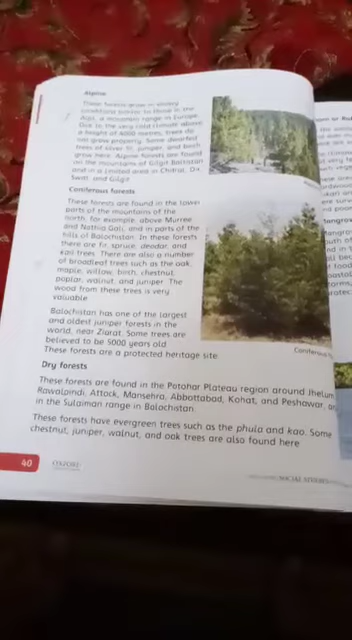 Alpine
These forests grow in
conditions similar to those in the
Alps, a mountain range in Europe.
Due to the very cold climate above
a height of 4000 metres, trees do
not grow properly. Some dwarfed
trees of silver fir, juniper, and birch
grow here. Alpine forests are found
on the mountains of Gilgit Baltistan
and in a limited area in Chitral, Dir,
Swat, and Gilgit.
Coniferous forests
These forests are found in the lower
parts of the mountains of the
north, for example, above Murree
and Nathia Gali, and in parts of the
hills of Balochistan. In these forests
there are fir, spruce, deodar, and
kail trees. There are also a number
of broadleaf trees such as the oak,
maple, willow, birch, chestnut,
poplar, walnut, and juniper. The
wood from these trees is very
valuable.
Balochistan has one of the largest
and oldest juniper forests in the
world, near Ziarat. Some trees are
believed to be 5000 years old.
These forests are a protected heritage site.
Coniferous
Dry forests
These forests are found in the Potohar Plateau region around Jhelum,
Rawalpindi, Attock, Mansehra, Abbottabad, Kohat, and Peshawar,
in the Sulaiman range in Balochistan.
These forests have evergreen trees such as the phula and kao. Some
chestnut, juniper, walnut, and oak trees are also found here
40
OXFORD
SOCIAL STUDIES